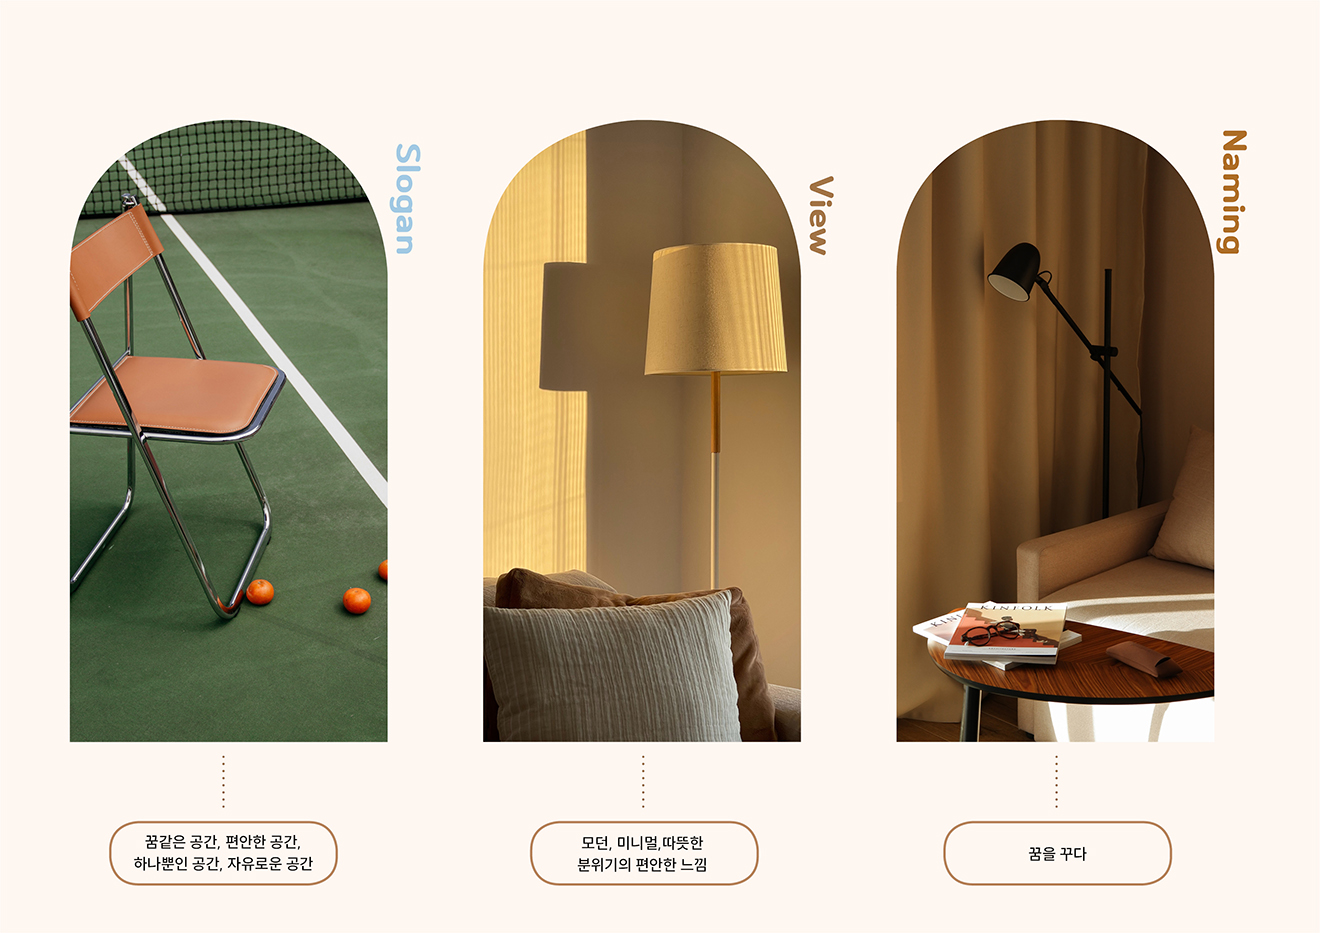 Slogan
View
Naming
KINFOLK
꿈같은 공간, 편안한 공간,
하나뿐인 공간, 자유로운 공간
모던, 미니멀,따뜻한
분위기의 편안한 느낌
꿈을 꾸다